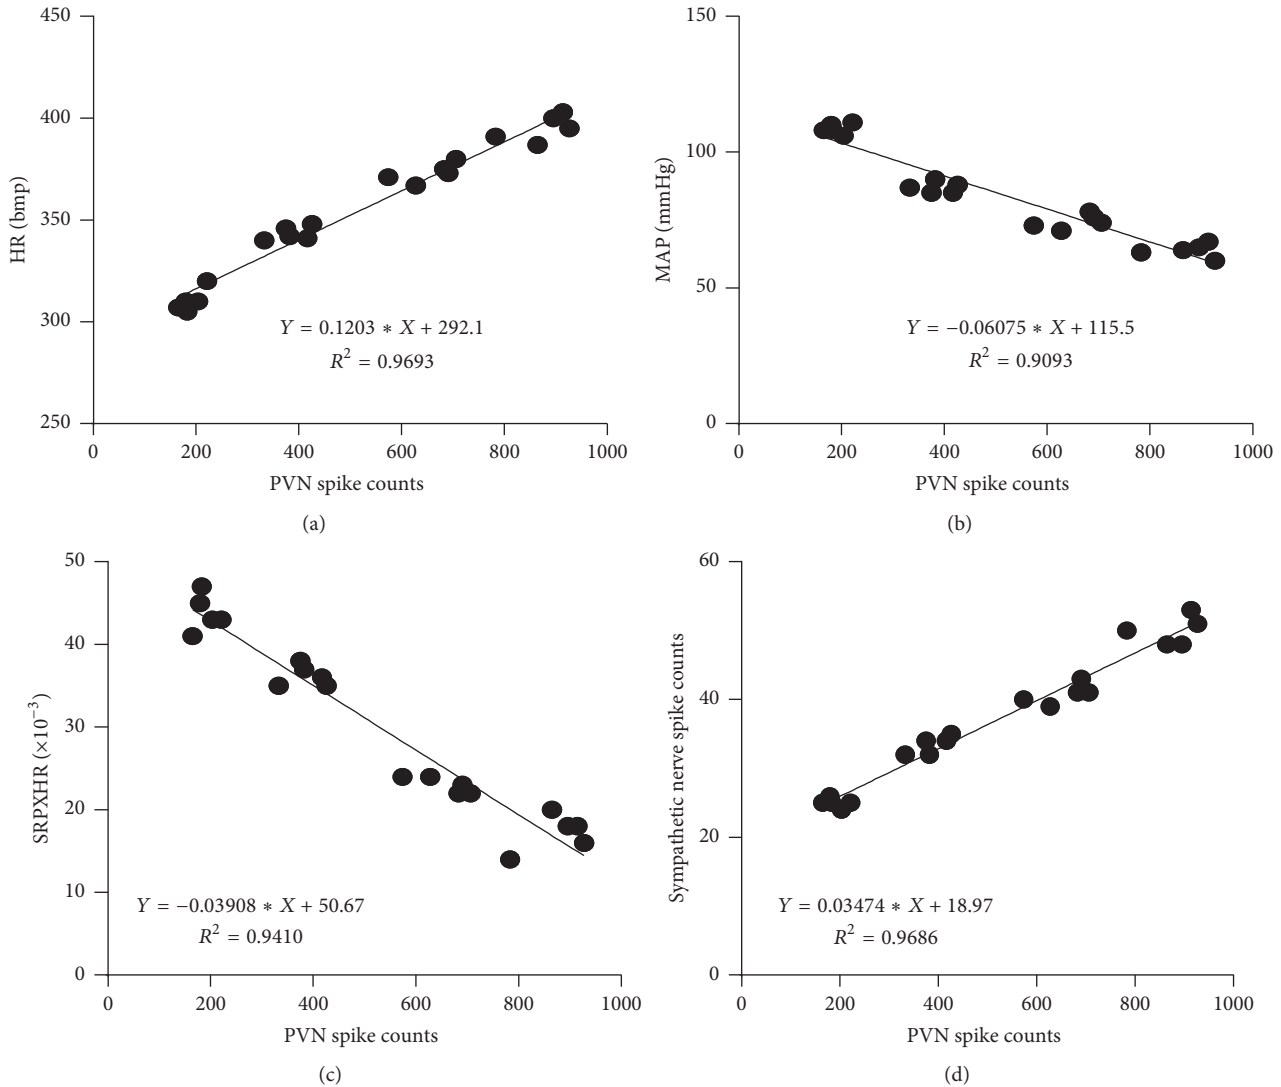 450
400
350
300
250
HR (bmp)
Y = 0.1203 ∗ X + 292.1
R² = 0.9693
0 200 400 600 800 1000
PVN spike counts
(a)
150
100
50
0
MAP (mmHg)
Y = −0.06075 ∗ X + 115.5
R² = 0.9093
0 200 400 600 800 1000
PVN spike counts
(b)
50
40
30
20
10
0
SRPXHR (×10⁻³)
Y = −0.03908 ∗ X + 50.67
R² = 0.9410
0 200 400 600 800 1000
PVN spike counts
(c)
60
40
20
0
Sympathetic nerve spike counts
Y = 0.03474 ∗ X + 18.97
R² = 0.9686
0 200 400 600 800 1000
PVN spike counts
(d)